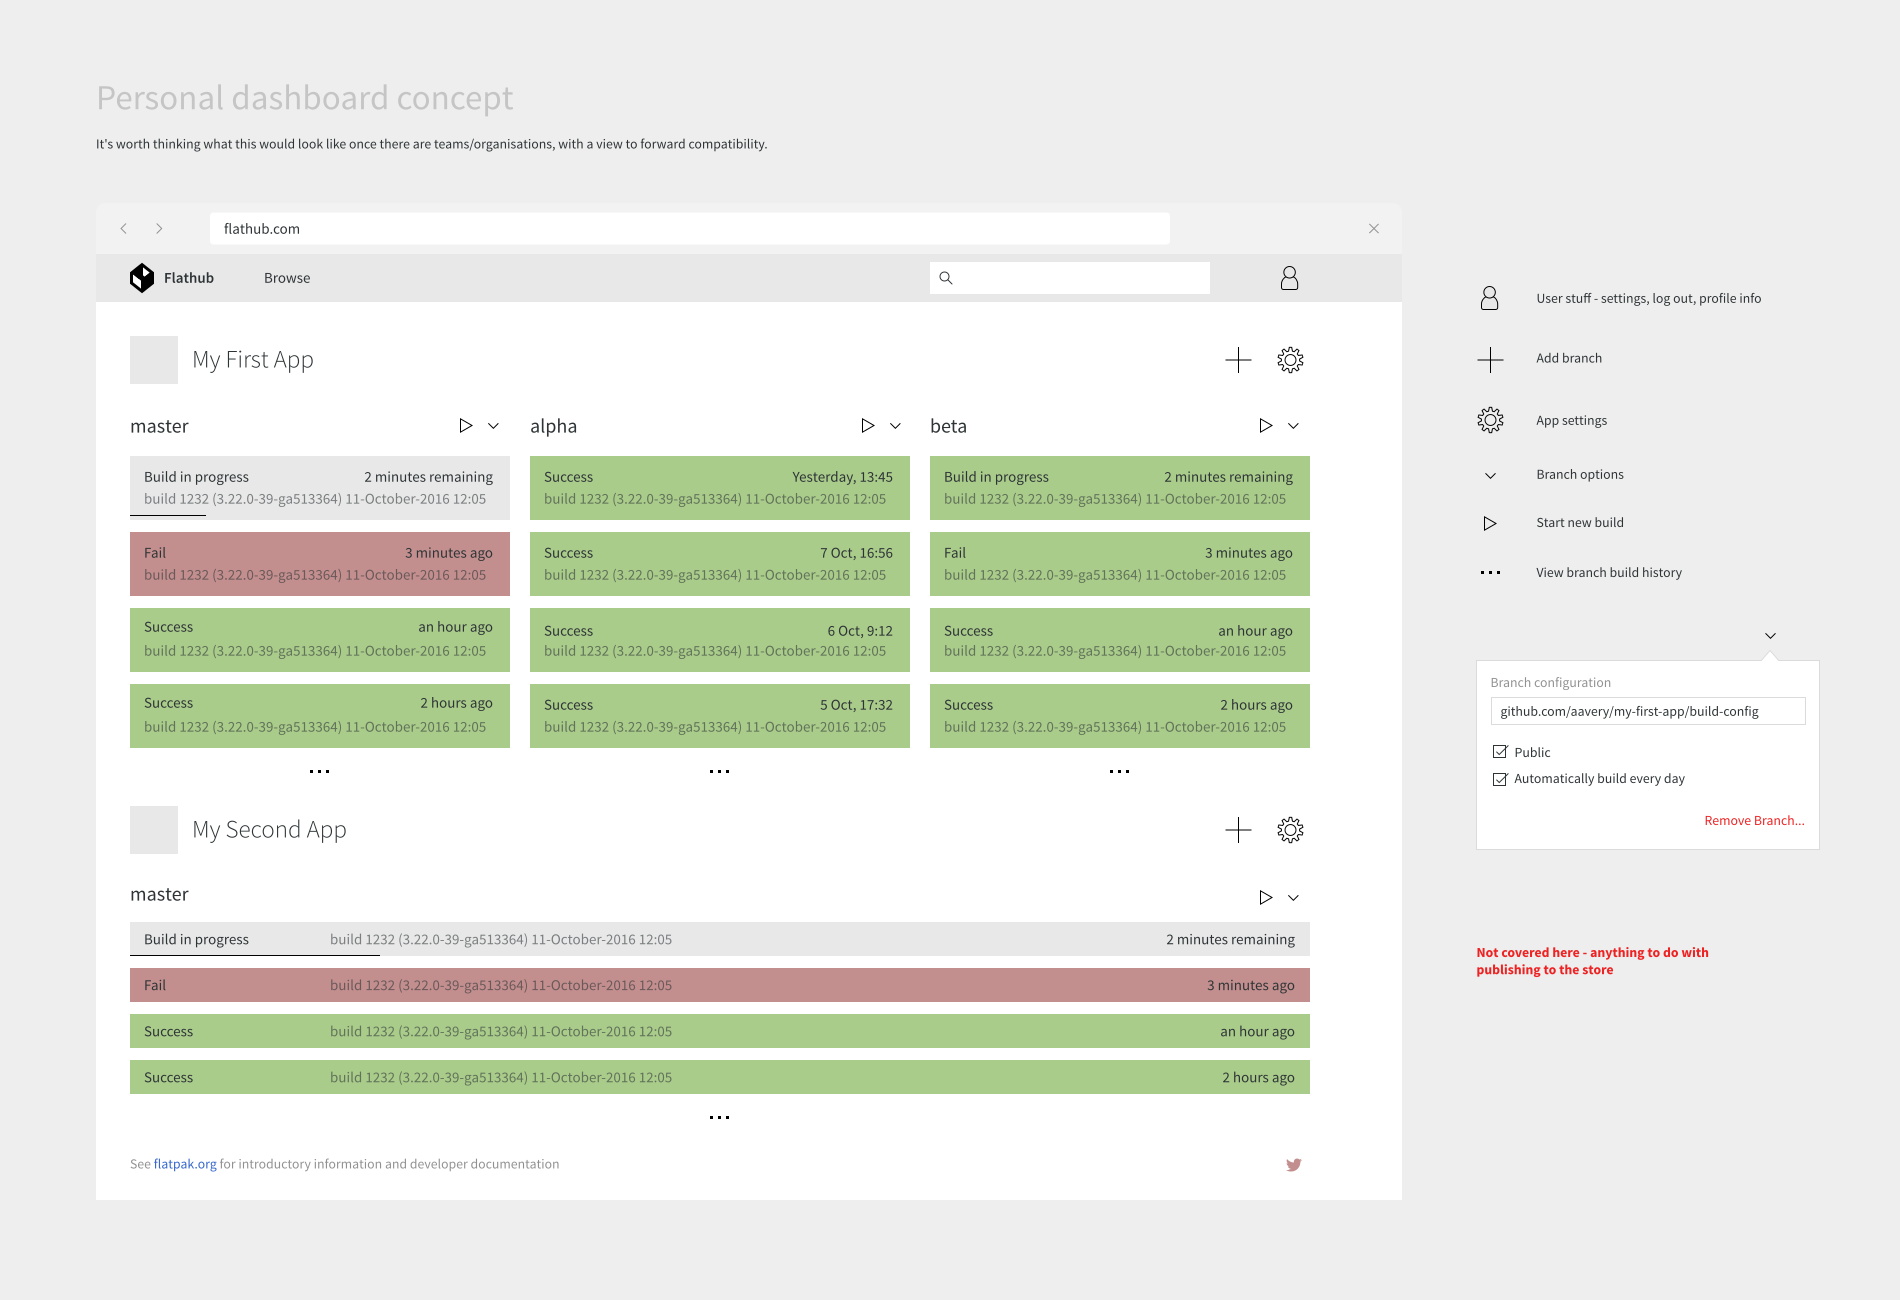 Personal dashboard concept
It's worth thinking what this would look like once there are teams/organisations, with a view to forward compatibility.
flathub.com
Flathub
Browse
My First App
master
Build in progress 2 minutes remaining
build 1232 (3.22.0-39-ga513364) 11-October-2016 12:05
Fail 3 minutes ago
build 1232 (3.22.0-39-ga513364) 11-October-2016 12:05
Success an hour ago
build 1232 (3.22.0-39-ga513364) 11-October-2016 12:05
Success 2 hours ago
build 1232 (3.22.0-39-ga513364) 11-October-2016 12:05
alpha
Success Yesterday, 13:45
build 1232 (3.22.0-39-ga513364) 11-October-2016 12:05
Success 7 Oct, 16:56
build 1232 (3.22.0-39-ga513364) 11-October-2016 12:05
Success 6 Oct, 9:12
build 1232 (3.22.0-39-ga513364) 11-October-2016 12:05
Success 5 Oct, 17:32
build 1232 (3.22.0-39-ga513364) 11-October-2016 12:05
beta
Build in progress 2 minutes remaining
build 1232 (3.22.0-39-ga513364) 11-October-2016 12:05
Fail 3 minutes ago
build 1232 (3.22.0-39-ga513364) 11-October-2016 12:05
Success an hour ago
build 1232 (3.22.0-39-ga513364) 11-October-2016 12:05
Success 2 hours ago
build 1232 (3.22.0-39-ga513364) 11-October-2016 12:05
My Second App
master
Build in progress build 1232 (3.22.0-39-ga513364) 11-October-2016 12:05 2 minutes remaining
Fail build 1232 (3.22.0-39-ga513364) 11-October-2016 12:05 3 minutes ago
Success build 1232 (3.22.0-39-ga513364) 11-October-2016 12:05 an hour ago
Success build 1232 (3.22.0-39-ga513364) 11-October-2016 12:05 2 hours ago
See flatpak.org for introductory information and developer documentation
User stuff - settings, log out, profile info
Add branch
App settings
Branch options
Start new build
View branch build history
Branch configuration
github.com/aavery/my-first-app/build-config
Public
Automatically build every day
Remove Branch...
Not covered here - anything to do with
publishing to the store